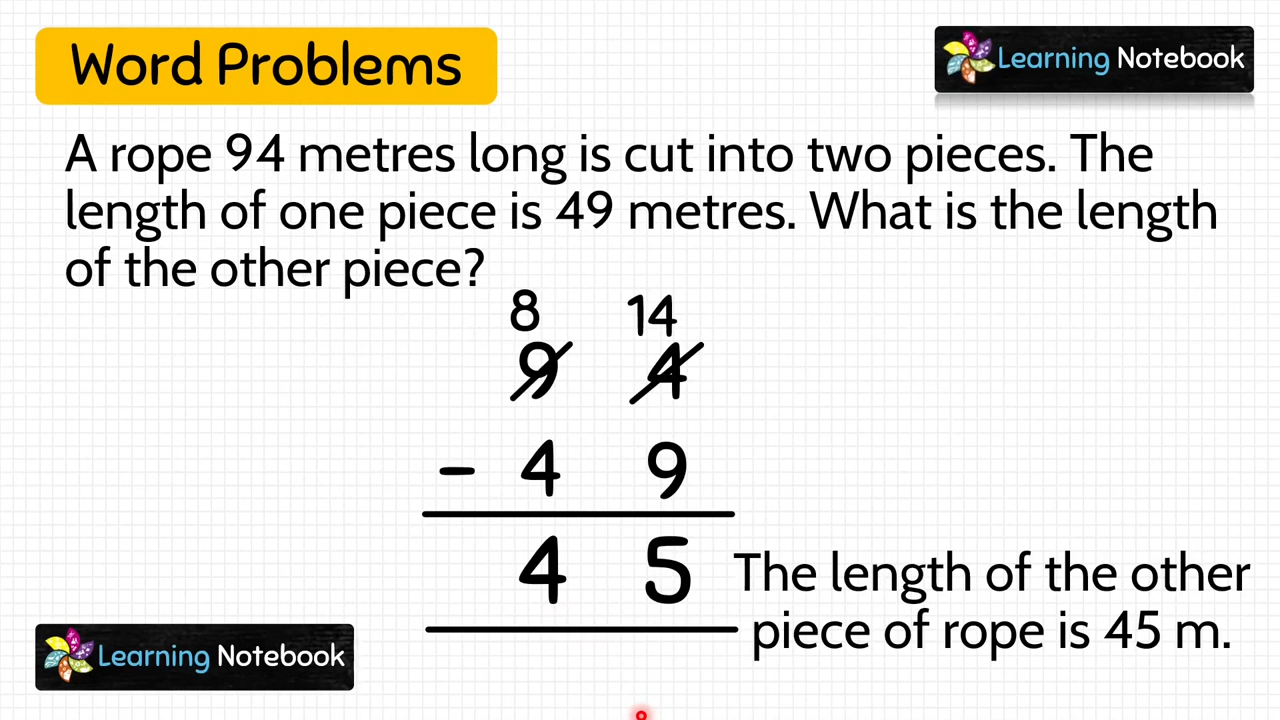 Word Problems
Learning Notebook
A rope 94 metres long is cut into two pieces. The
length of one piece is 49 metres. What is the length
of the other piece?
8 14
9 4
- 4 9
4 5
The length of the other
piece of rope is 45 m.
Learning Notebook